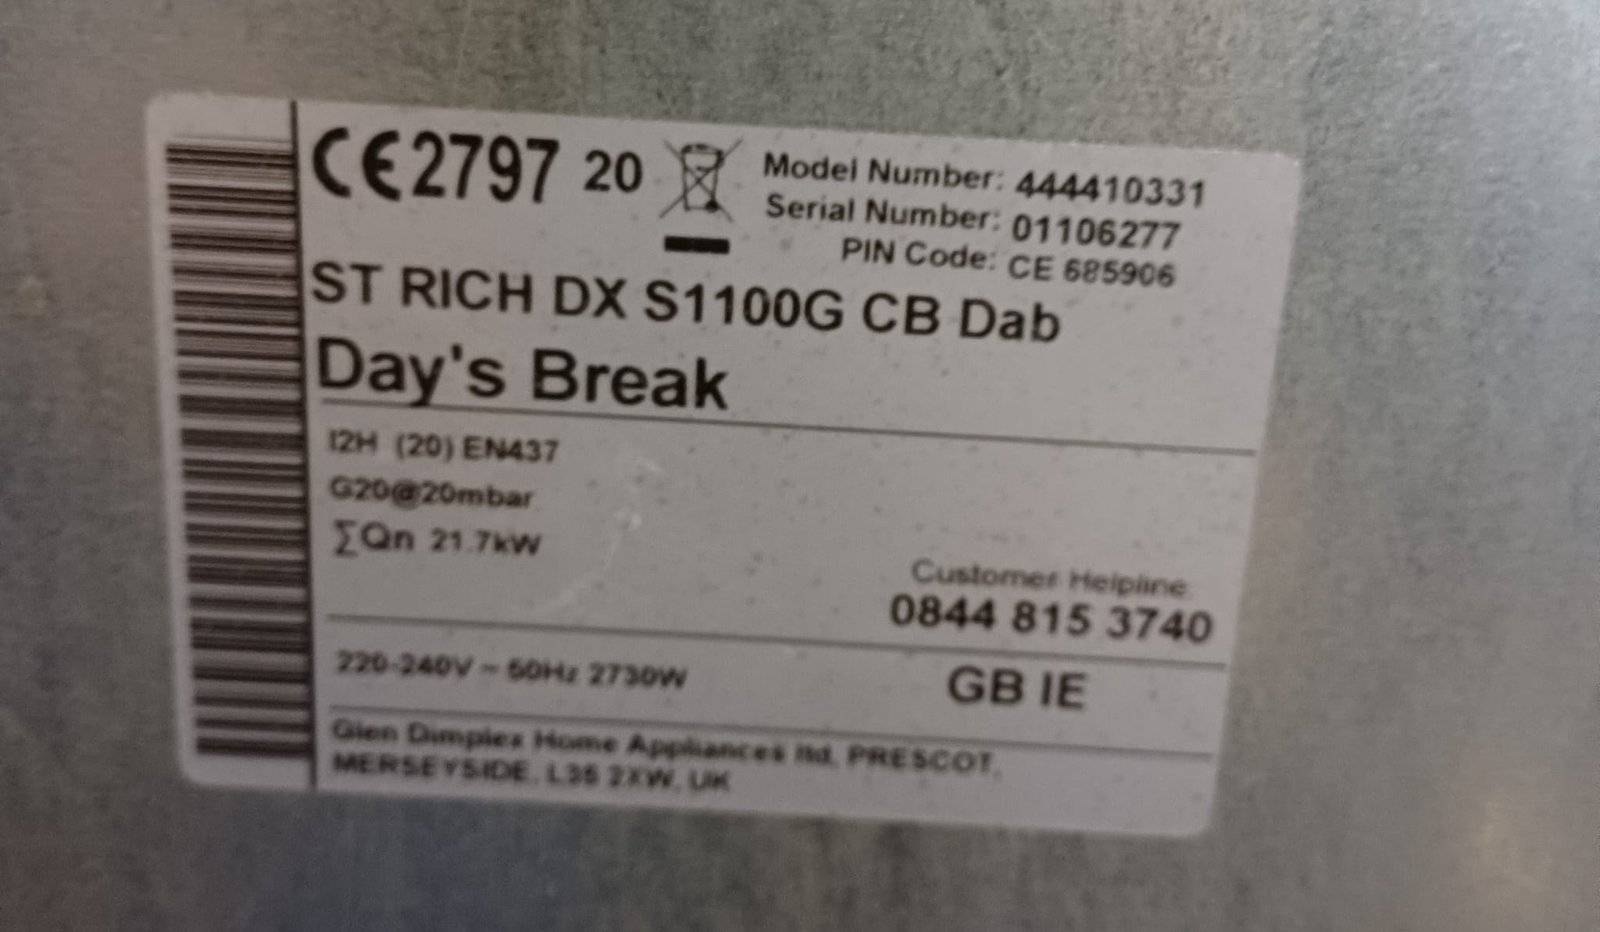 CE 2797 20
Model Number: 444410331
Serial Number: 01106277
PIN Code: CE 685906
ST RICH DX S1100G CB Dab
Day's Break
I2H (20) EN437
G20@20mbar
∑Qn 21.7kW
Customer Helpline
0844 815 3740
220-240V ~ 50Hz 2730W
GB IE
Glen Dimplex Home Appliances ltd, PRESCOT,
MERSEYSIDE, L35 2XW, UK